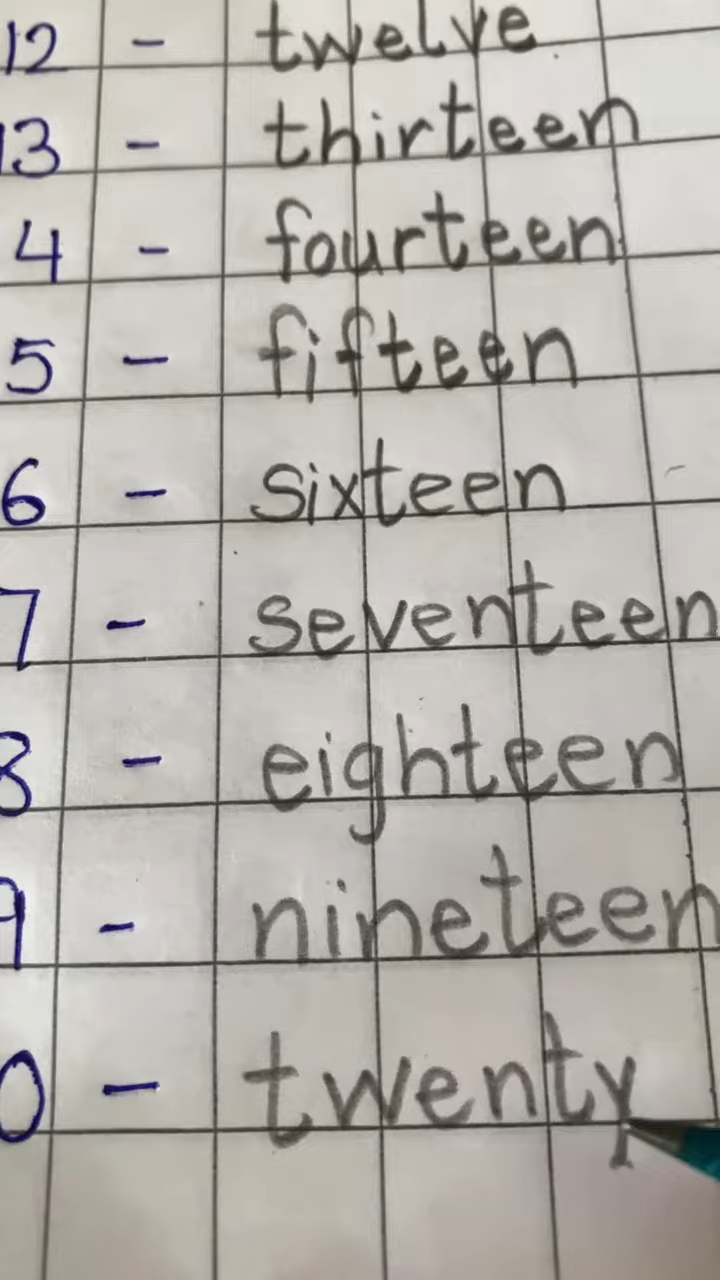 12 - twelve
13 - thirteen
4 - fourteen
5 - fifteen
6 - sixteen
7 - seventeen
8 - eighteen
9 - nineteen
0 - twenty